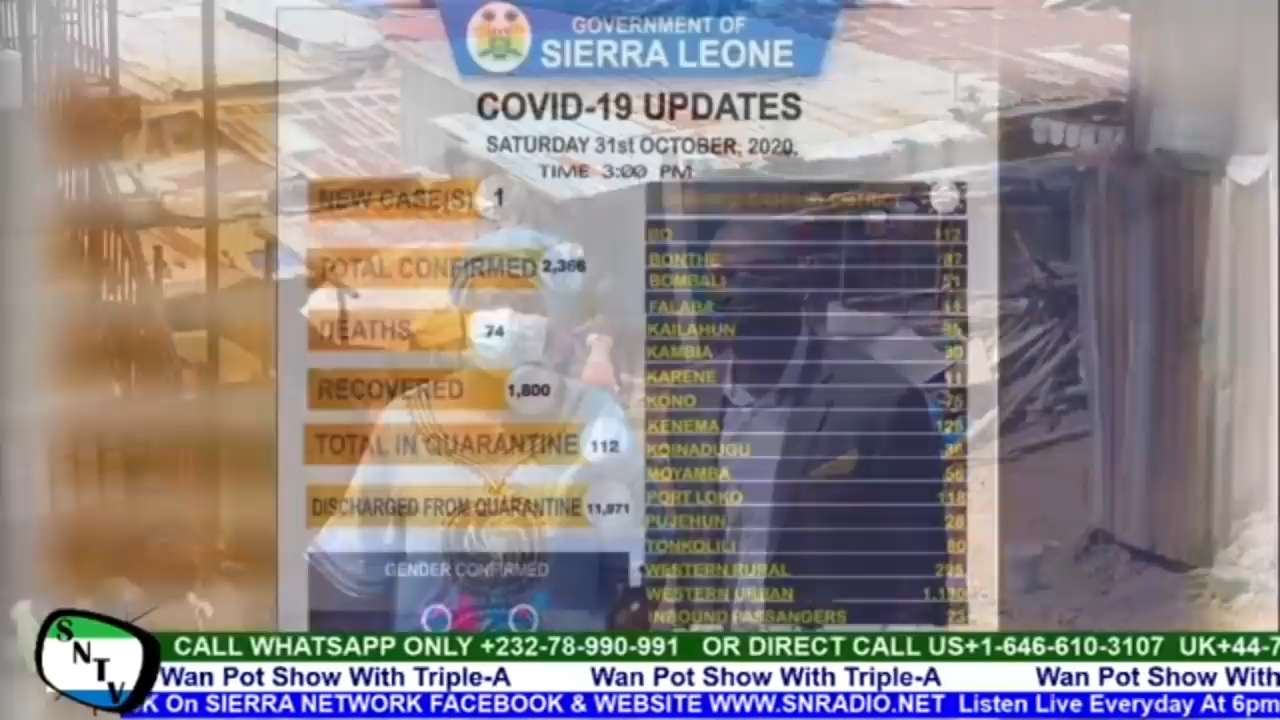 GOVERNMENT OF
SIERRA LEONE
COVID-19 UPDATES
SATURDAY 31st OCTOBER, 2020.
TIME 3:00 PM
NEW CASE(S) 1
TOTAL CONFIRMED 2,366
DEATHS 74
RECOVERED 1,800
TOTAL IN QUARANTINE 112
DISCHARGED FROM QUARANTINE 11,971
GENDER CONFIRMED
BO 112
BONTHE
BOMBALI 51
FALABA 11
KAILAHUN
KAMBIA
KARENE 11
KONO 75
KENEMA
KOINADUGU
MOYAMBA
PORT LOKO 118
PUJEHUN
TONKOLILI
WESTERN RURAL
WESTERN URBAN
INBOUND PASSANGERS
SNTV
CALL WHATSAPP ONLY +232-78-990-991 OR DIRECT CALL US+1-646-610-3107 UK+44-7
Wan Pot Show With Triple-A Wan Pot Show With Triple-A Wan Pot Show With
K On SIERRA NETWORK FACEBOOK & WEBSITE WWW.SNRADIO.NET Listen Live Everyday At 6pm